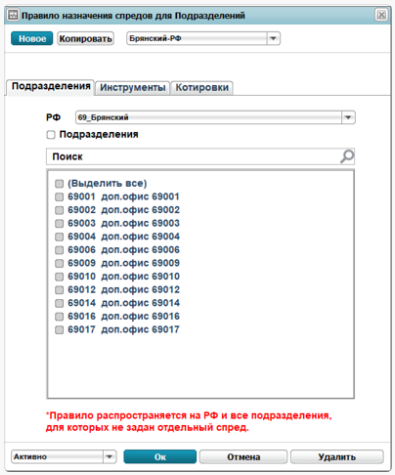 Правило назначения спредов для Подразделений
Новое Копировать Брянский-РФ
Подразделения Инструменты Котировки
РФ 69_Брянский
Подразделения
Поиск
(Выделить все)
69001 доп.офис 69001
69002 доп.офис 69002
69003 доп.офис 69003
69004 доп.офис 69004
69006 доп.офис 69006
69009 доп.офис 69009
69010 доп.офис 69010
69012 доп.офис 69012
69014 доп.офис 69014
69016 доп.офис 69016
69017 доп.офис 69017
*Правило распространяется на РФ и все подразделения,
для которых не задан отдельный спред.
Активно Ок Отмена Удалить